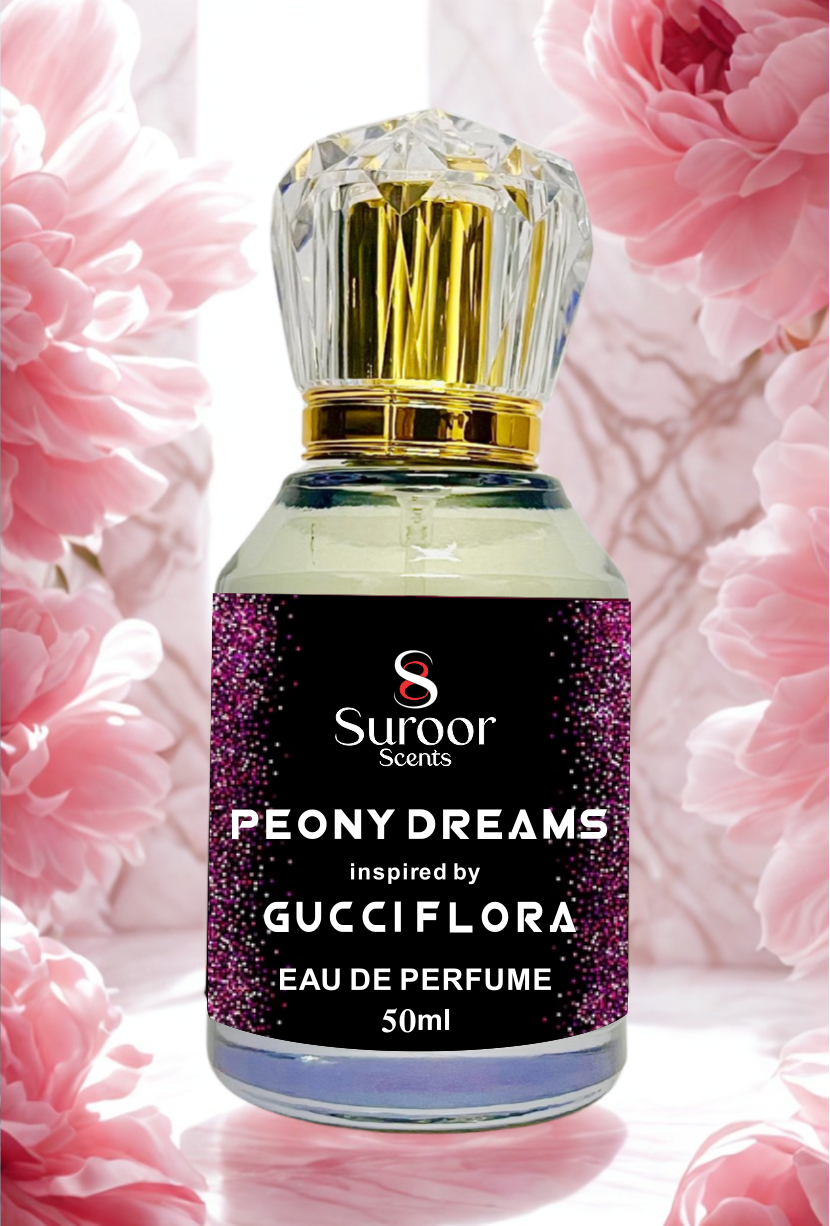 Suroor
Scents
PEONY DREAMS
inspired by
GUCCI FLORA
EAU DE PERFUME
50ml